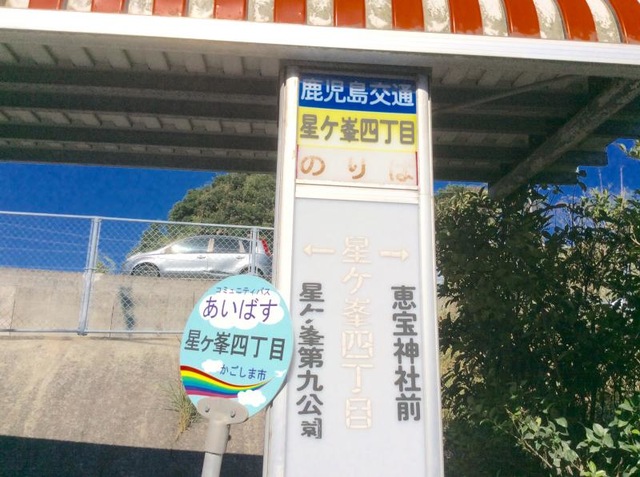 鹿児島交通
星ケ峯四丁目
のりば
← 星ケ峯四丁目 →
恵宝神社前
星ケ峯第九公園
コミュニティバス
あいばす
星ケ峯四丁目
かごしま市